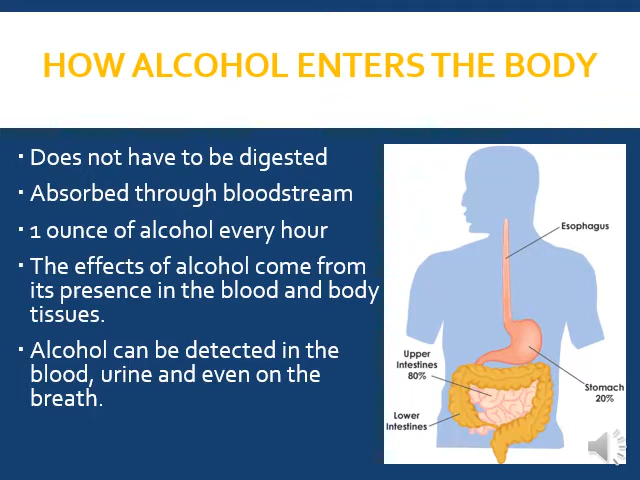 HOW ALCOHOL ENTERS THE BODY
▪ Does not have to be digested
▪ Absorbed through bloodstream
▪ 1 ounce of alcohol every hour
▪ The effects of alcohol come from
its presence in the blood and body
tissues.
▪ Alcohol can be detected in the
blood, urine and even on the
breath.
Esophagus
Upper
Intestines
80%
Stomach
20%
Lower
Intestines